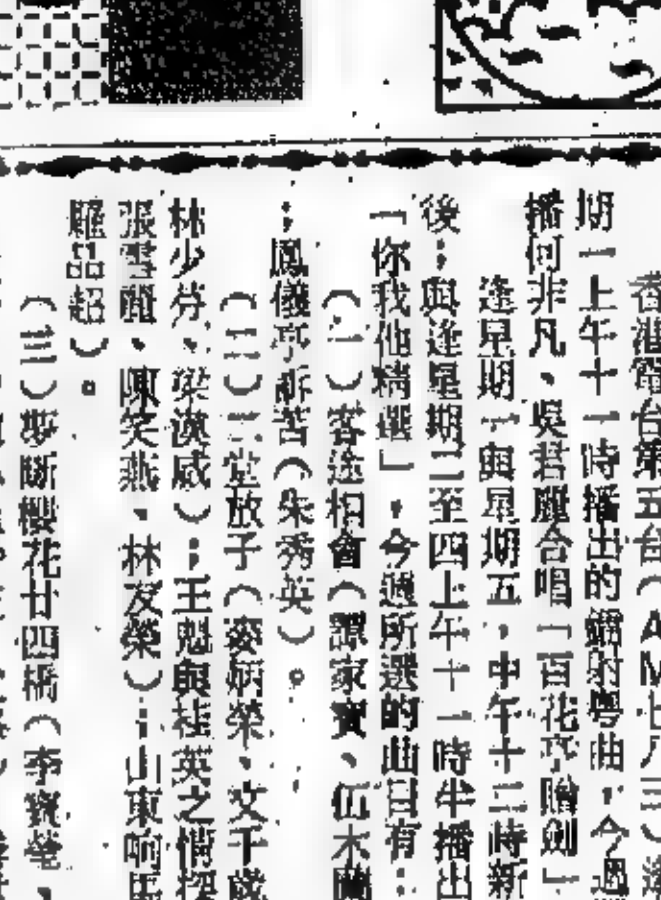 香港電台第五台（AM七八三）逢
期一上午十一時播出的鐳射粵曲，今週
播何非凡、吳君麗合唱「百花亭贈劍」
逢星期一與星期五，中午十二時新
後；與逢星期二至四上午十一時半播出
「你我他精選」，今週所選的曲目有：
（一）客途相會（譚家寶、伍木蘭
；鳳儀亭訴苦（朱秀英）。
（二）三堂放子（姜炳榮、文千歲
林少芬、梁漢威）；王魁與桂英之情探
張雪麗、陳笑燕、林友榮）；山東响馬
羅品超）。
（三）夢斷櫻花廿四橋（李寶瑩、